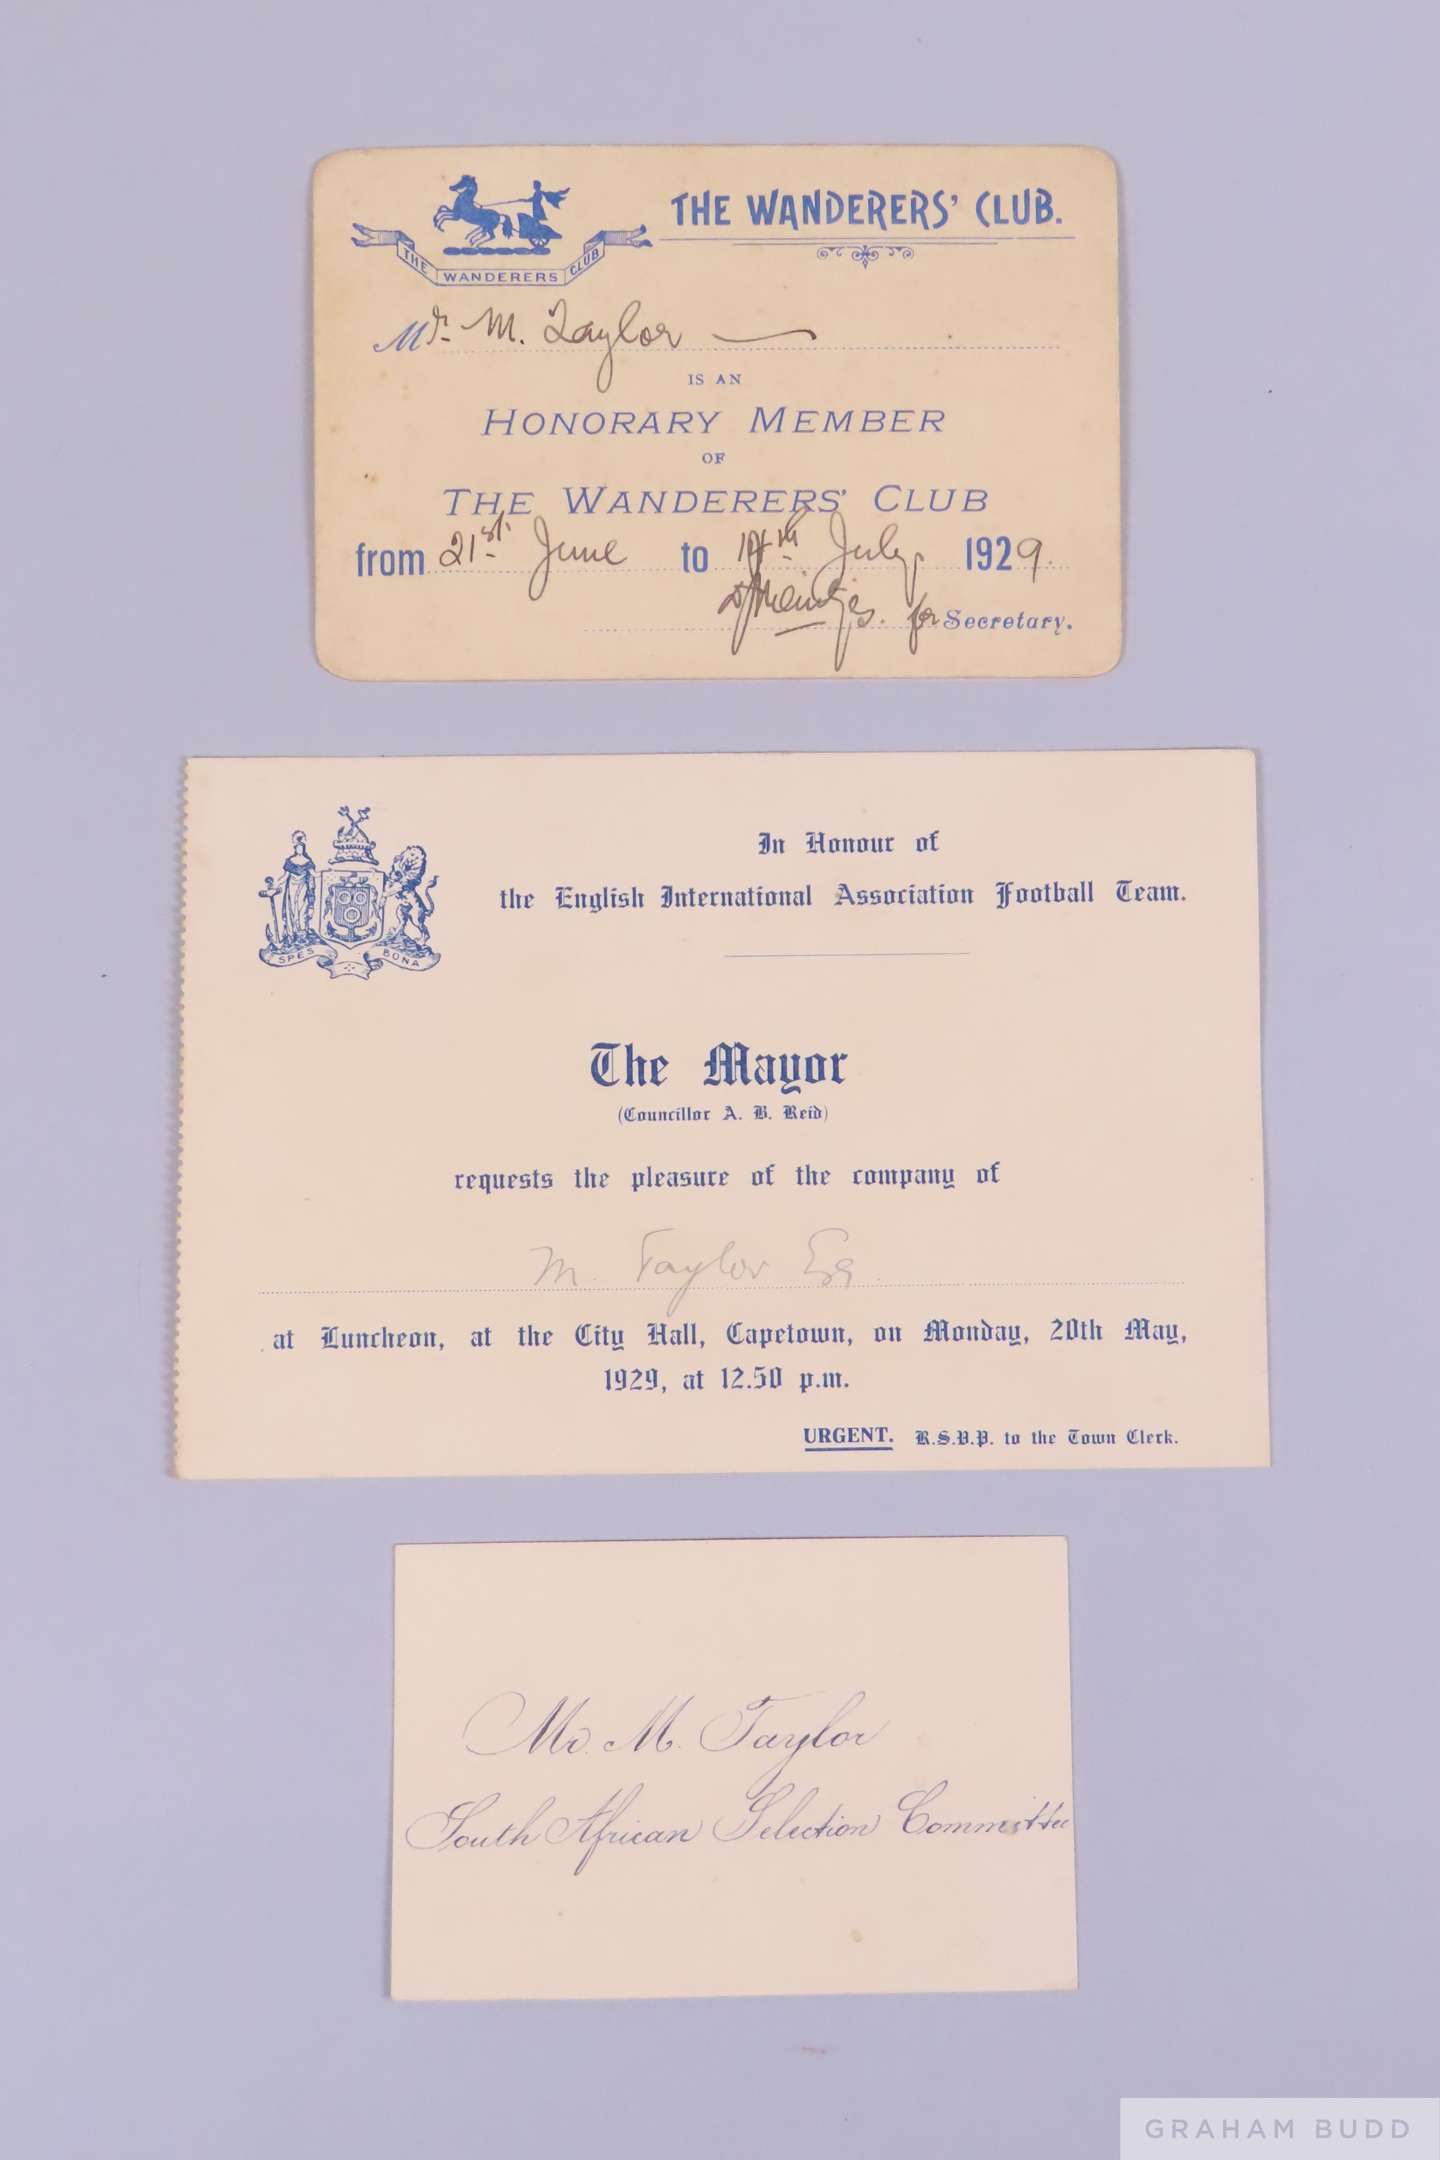 THE WANDERERS' CLUB.
THE WANDERERS CLUB
Mr. M. Taylor
IS AN
HONORARY MEMBER
OF
THE WANDERERS' CLUB
from 21st June to July 1929.
for Secretary.
In Honour of
the English International Association Football Team.
SPES BONA
The Mayor
(Councillor A. B. Reid)
requests the pleasure of the company of
M. Taylor Esq
at Luncheon, at the City Hall, Capetown, on Monday, 20th May,
1929, at 12.50 p.m.
URGENT. R.S.V.P. to the Town Clerk.
Mr. M. Taylor
South African Selection Committee
GRAHAM BUDD